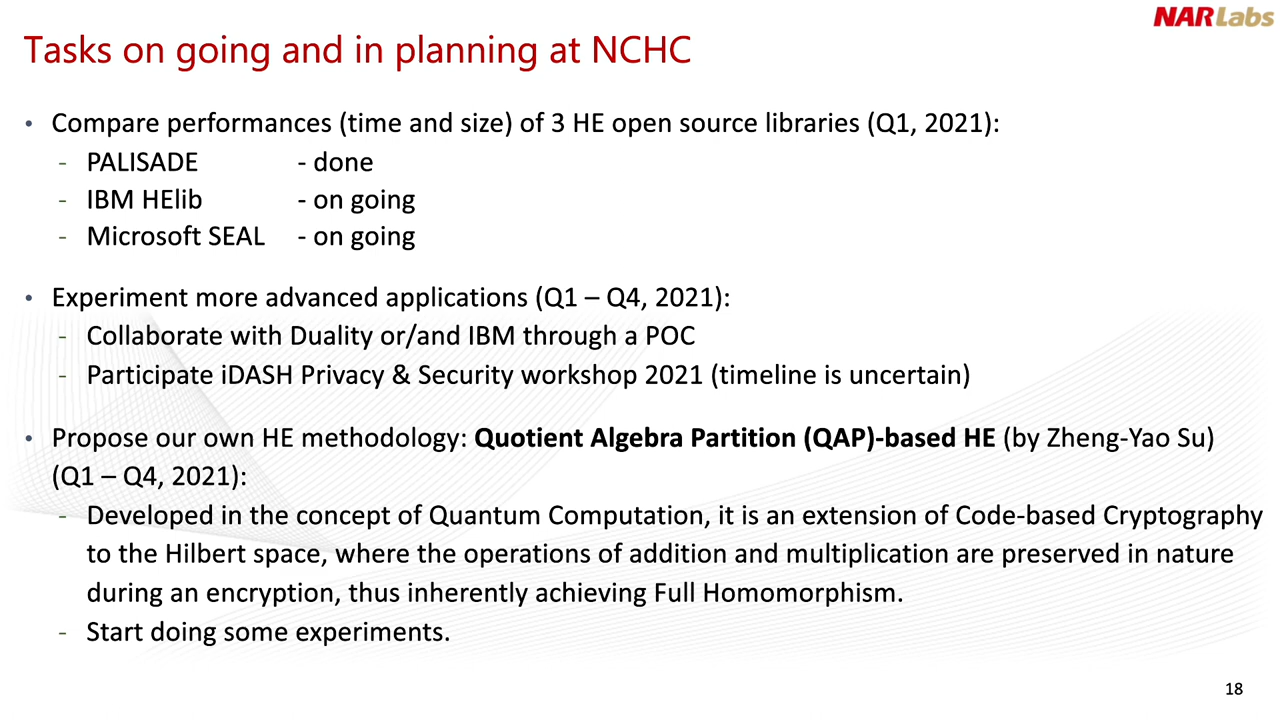 NARLabs
Tasks on going and in planning at NCHC
• Compare performances (time and size) of 3 HE open source libraries (Q1, 2021):
- PALISADE - done
- IBM HElib - on going
- Microsoft SEAL - on going
• Experiment more advanced applications (Q1 – Q4, 2021):
- Collaborate with Duality or/and IBM through a POC
- Participate iDASH Privacy & Security workshop 2021 (timeline is uncertain)
• Propose our own HE methodology: Quotient Algebra Partition (QAP)-based HE (by Zheng-Yao Su)
(Q1 – Q4, 2021):
- Developed in the concept of Quantum Computation, it is an extension of Code-based Cryptography
to the Hilbert space, where the operations of addition and multiplication are preserved in nature
during an encryption, thus inherently achieving Full Homomorphism.
- Start doing some experiments.
18